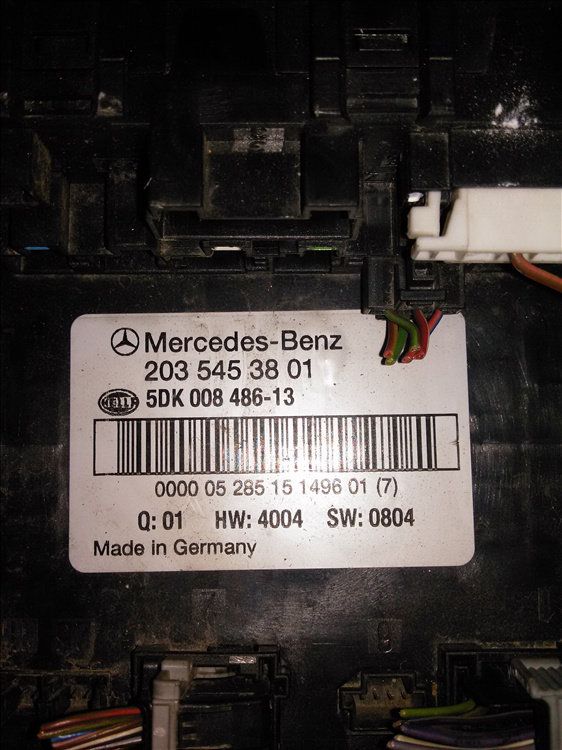 Mercedes-Benz
203 545 38 01
HELLA 5DK 008 486-13
0000 05 285 15 1496 01 (7)
Q: 01 HW: 4004 SW: 0804
Made in Germany